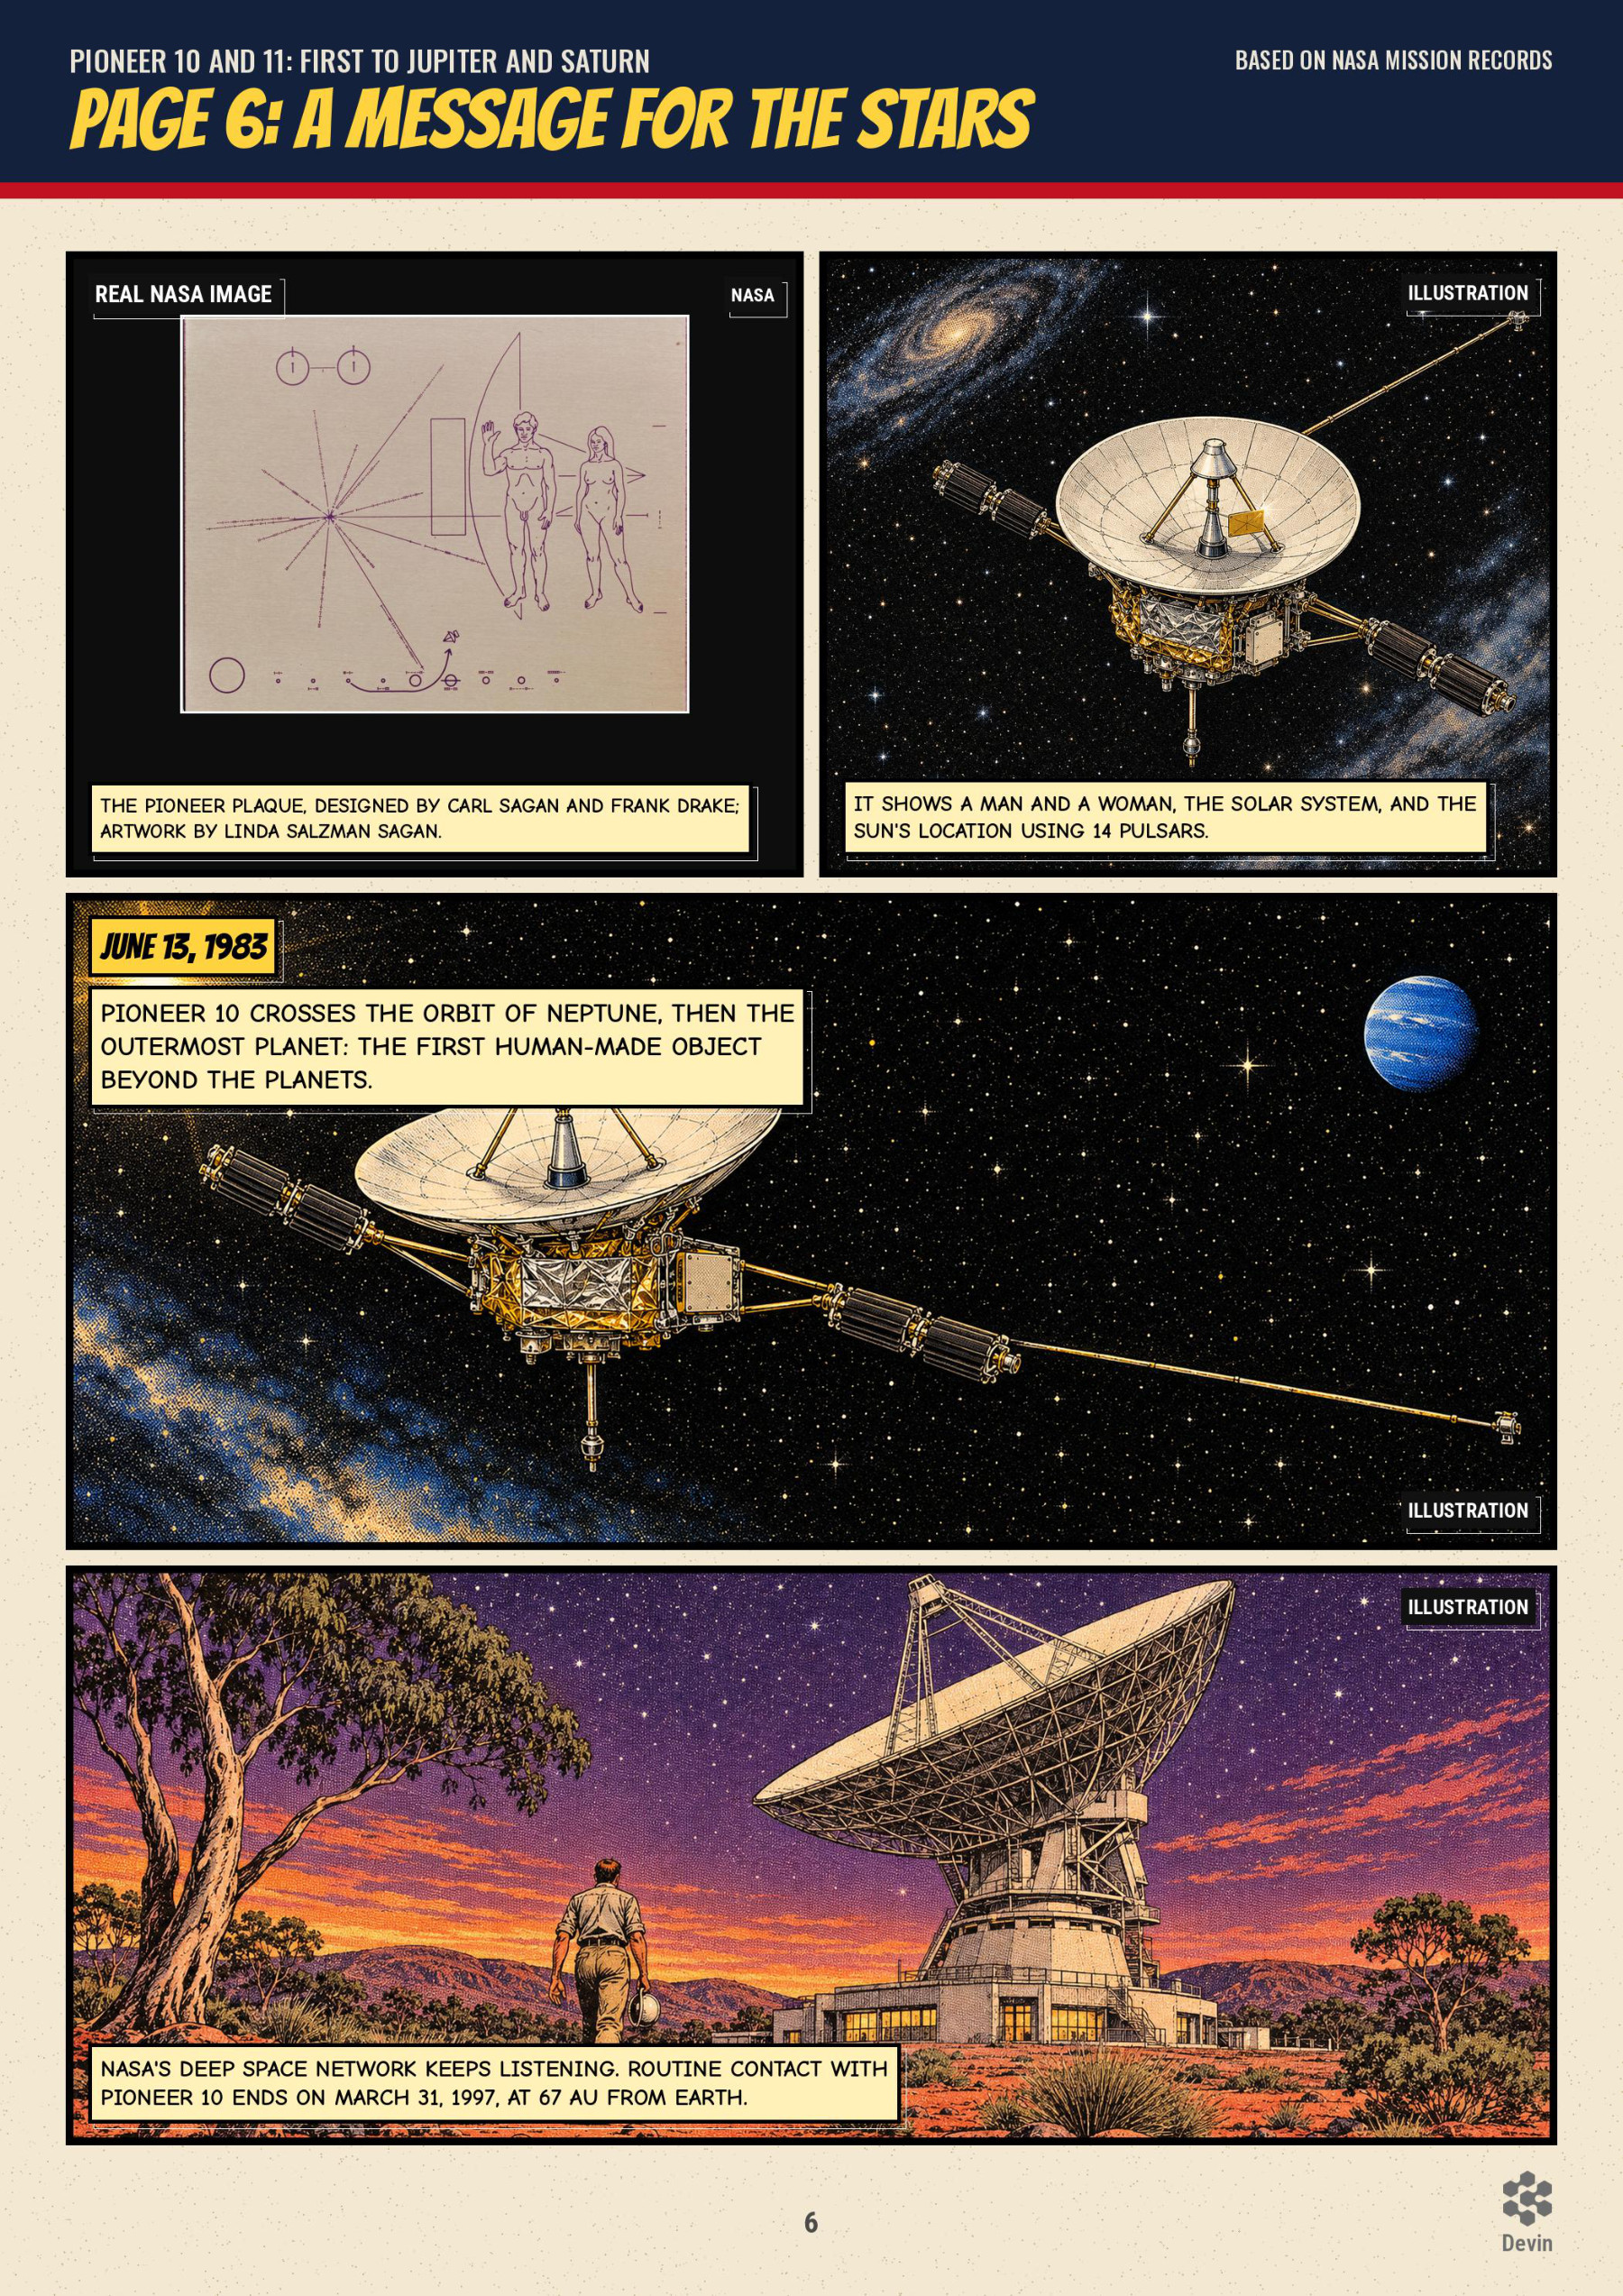 PIONEER 10 AND 11: FIRST TO JUPITER AND SATURN
BASED ON NASA MISSION RECORDS
PAGE 6: A MESSAGE FOR THE STARS
REAL NASA IMAGE
NASA
THE PIONEER PLAQUE, DESIGNED BY CARL SAGAN AND FRANK DRAKE;
ARTWORK BY LINDA SALZMAN SAGAN.
ILLUSTRATION
IT SHOWS A MAN AND A WOMAN, THE SOLAR SYSTEM, AND THE
SUN'S LOCATION USING 14 PULSARS.
JUNE 13, 1983
PIONEER 10 CROSSES THE ORBIT OF NEPTUNE, THEN THE
OUTERMOST PLANET: THE FIRST HUMAN-MADE OBJECT
BEYOND THE PLANETS.
ILLUSTRATION
ILLUSTRATION
NASA'S DEEP SPACE NETWORK KEEPS LISTENING. ROUTINE CONTACT WITH
PIONEER 10 ENDS ON MARCH 31, 1997, AT 67 AU FROM EARTH.
6
Devin